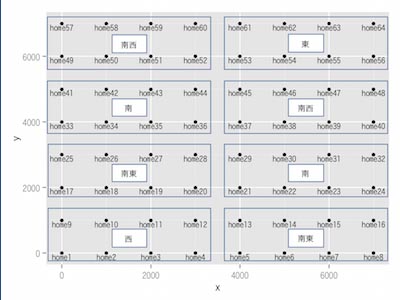 home57 home58 home59 home60 home61 home62 home63 home64
南西 東
6000
home49 home50 home51 home52 home53 home54 home55 home56
home41 home42 home43 home44 home45 home46 home47 home48
南 南西
4000
home33 home34 home35 home36 home37 home38 home39 home40
y
home25 home26 home27 home28 home29 home30 home31 home32
南東 南
2000
home17 home18 home19 home20 home21 home22 home23 home24
home9 home10 home11 home12 home13 home14 home15 home16
西 南東
0
home1 home2 home3 home4 home5 home6 home7 home8
0 2000 4000 6000
x